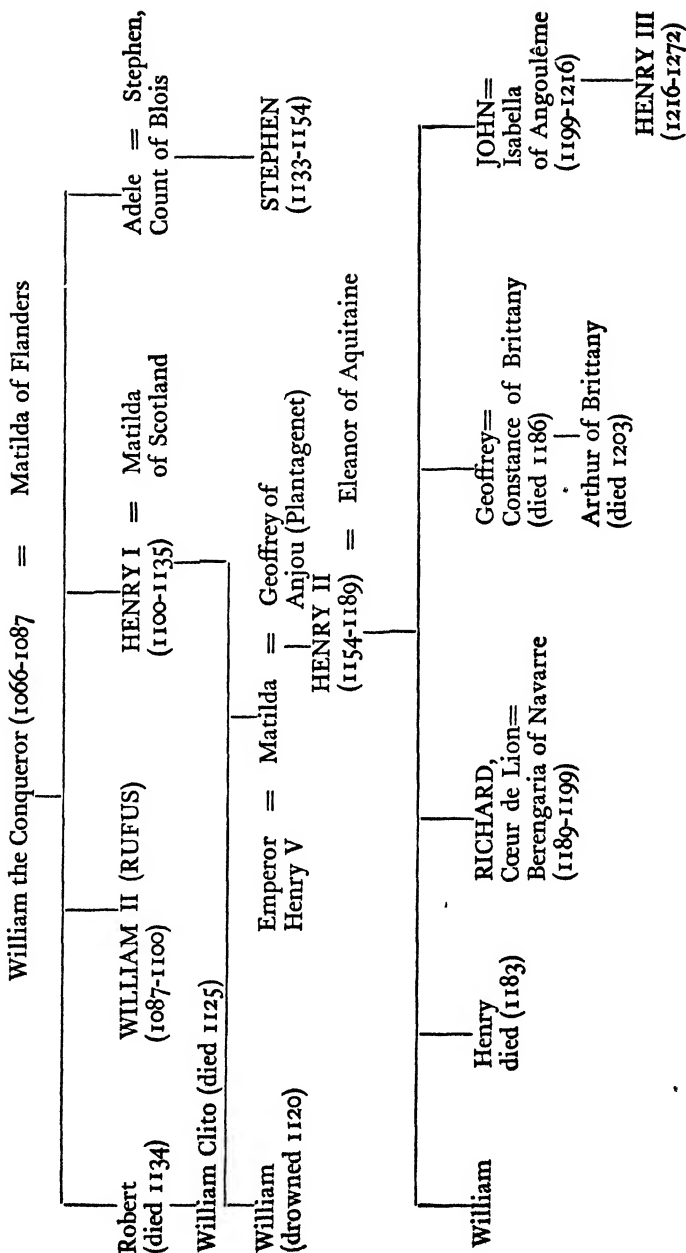 William the Conqueror (1066-1087 = Matilda of Flanders
Robert
(died 1134)
WILLIAM II (RUFUS)
(1087-1100)
HENRY I = Matilda
(1100-1135) of Scotland
Adele = Stephen,
Count of Blois
William Clito (died 1125)
STEPHEN
(1133-1154)
William
(drowned 1120)
Emperor = Matilda = Geoffrey of
Henry V Anjou (Plantagenet)
HENRY II = Eleanor of Aquitaine
(1154-1189)
William
Henry
died (1183)
RICHARD,
Cœur de Lion=
Berengaria of Navarre
(1189-1199)
Geoffrey=
Constance of Brittany
(died 1186)
Arthur of Brittany
(died 1203)
JOHN=
Isabella
of Angoulême
(1199-1216)
HENRY III
(1216-1272)